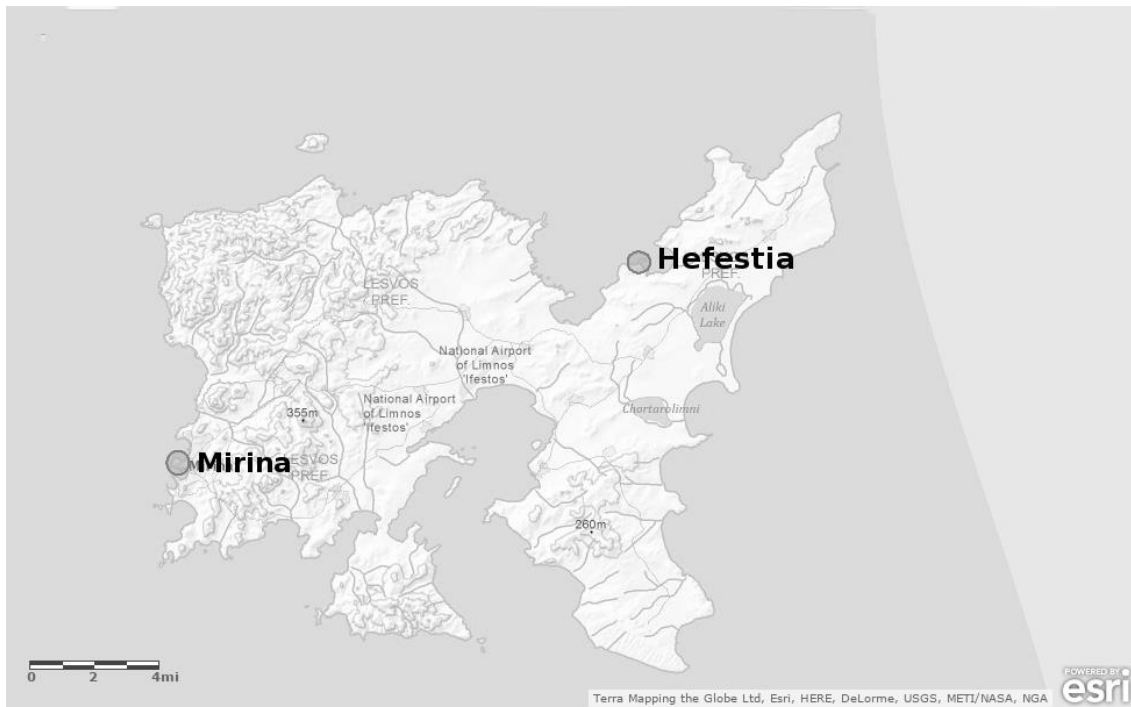 Hefestia
PREF.
Aliki
Lake
LESVOS
PREF.
National Airport
of Limnos
'Ifestos'
National Airport
of Limnos
'Ifestos'
Chortarolimni
355m
Mirina
LESVOS
PREF.
260m
0 2 4mi
Terra Mapping the Globe Ltd, Esri, HERE, DeLorme, USGS, METI/NASA, NGA
POWERED BY
esri